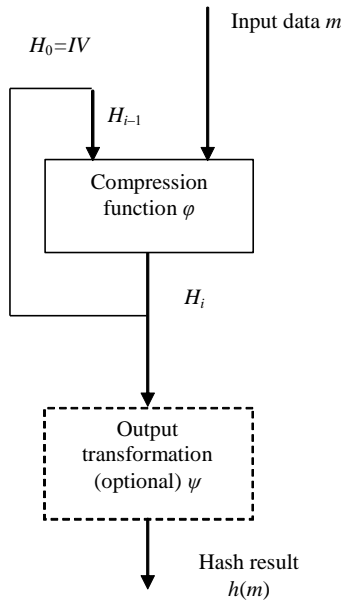 Input data m
H₀=IV
Hᵢ₋₁
Compression
function φ
Hᵢ
Output
transformation
(optional) ψ
Hash result
h(m)